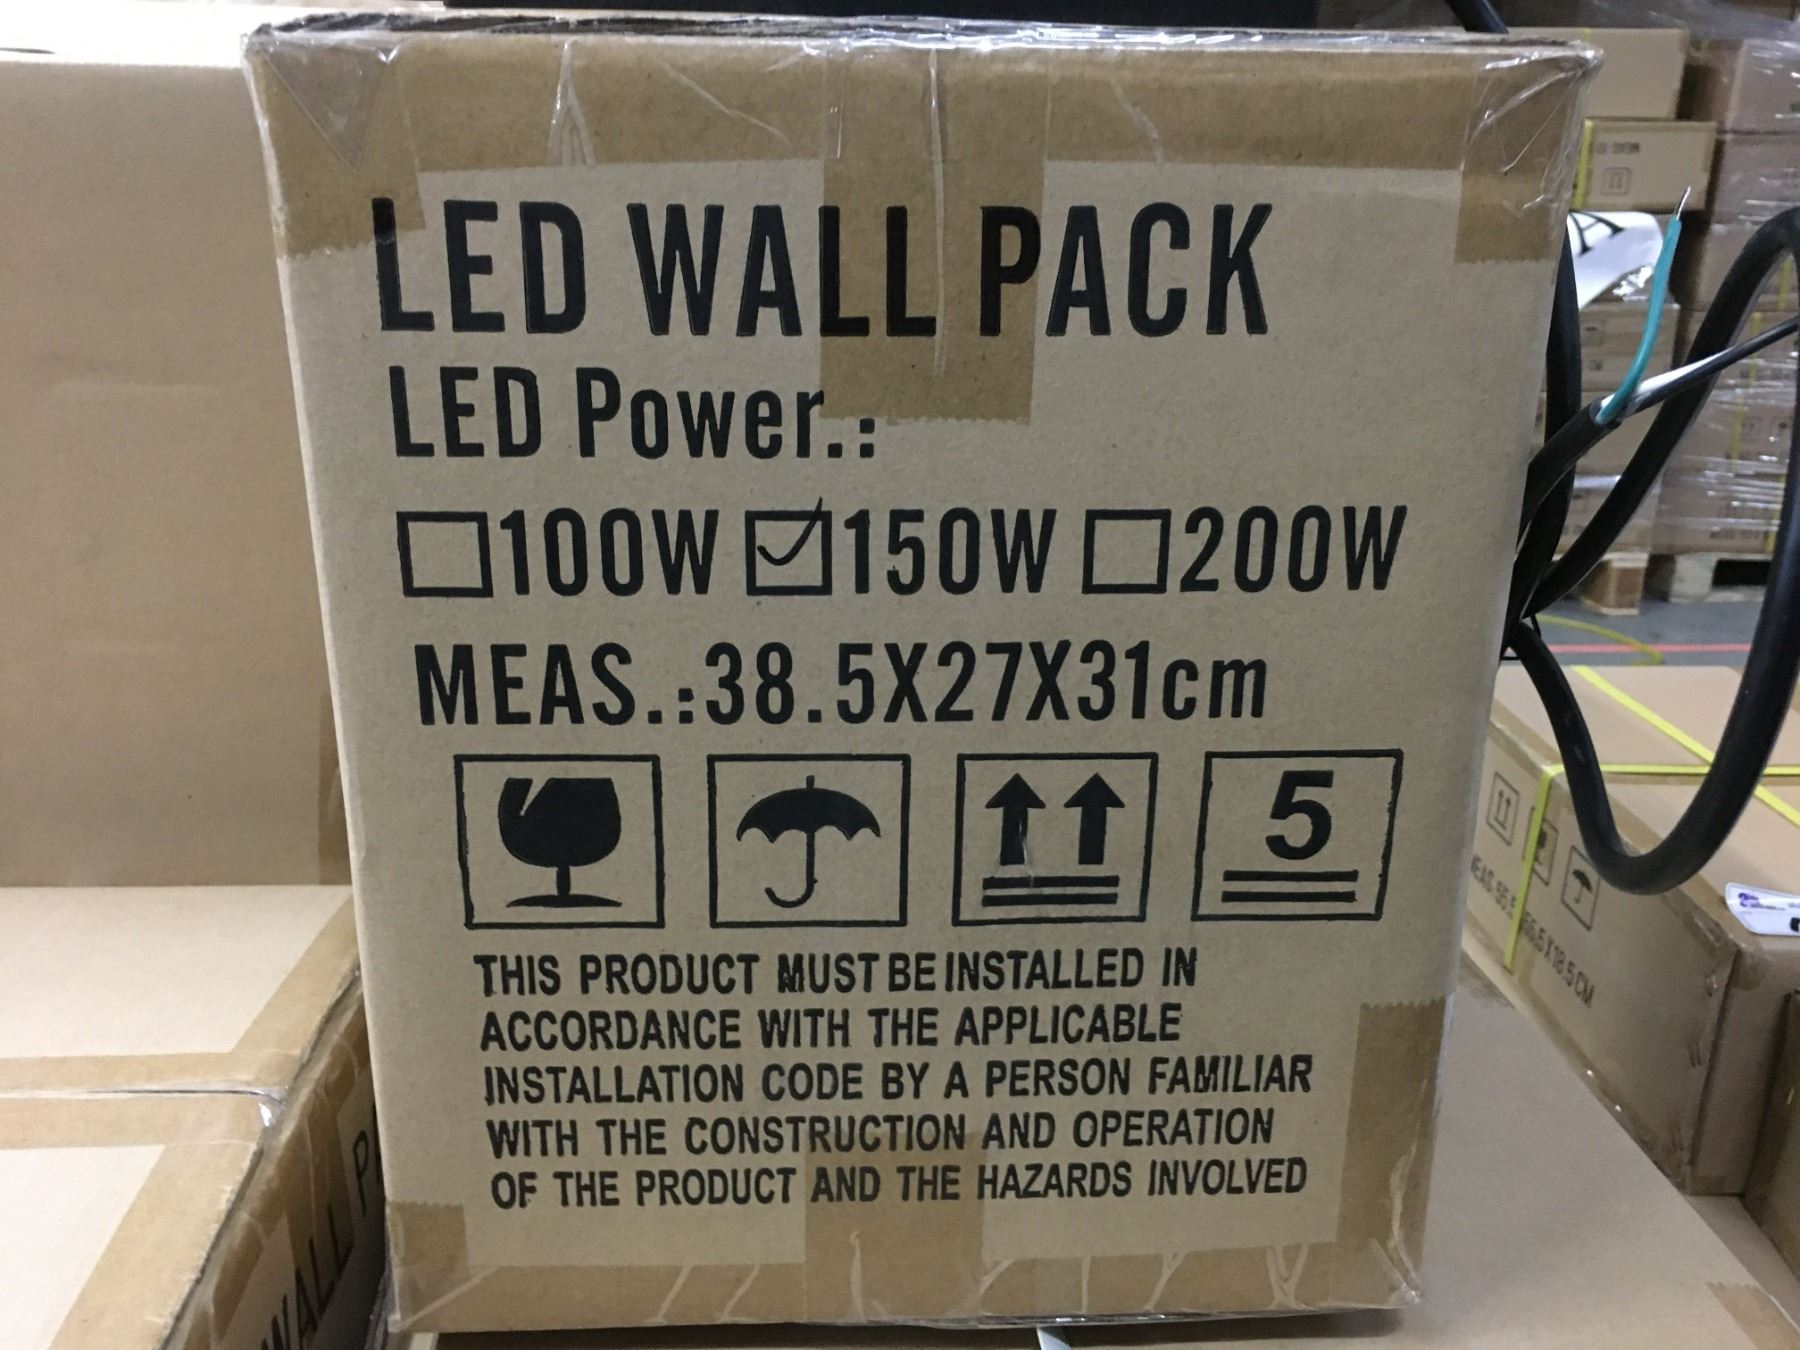 LED WALL PACK
LED Power.:
100W 150W 200W
MEAS.:38.5X27X31cm
5
THIS PRODUCT MUST BE INSTALLED IN
ACCORDANCE WITH THE APPLICABLE
INSTALLATION CODE BY A PERSON FAMILIAR
WITH THE CONSTRUCTION AND OPERATION
OF THE PRODUCT AND THE HAZARDS INVOLVED
WALL P
A